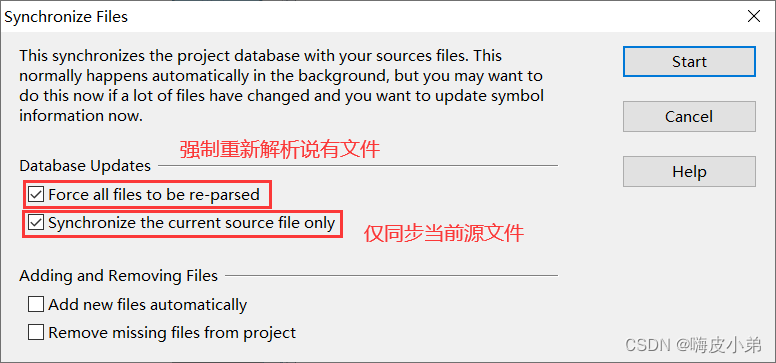 Synchronize Files
This synchronizes the project database with your sources files. This
normally happens automatically in the background, but you may want to
do this now if a lot of files have changed and you want to update symbol
information now.
Start
Cancel
Help
强制重新解析说有文件
Database Updates
Force all files to be re-parsed
Synchronize the current source file only
仅同步当前源文件
Adding and Removing Files
Add new files automatically
Remove missing files from project
CSDN @嗨皮小弟